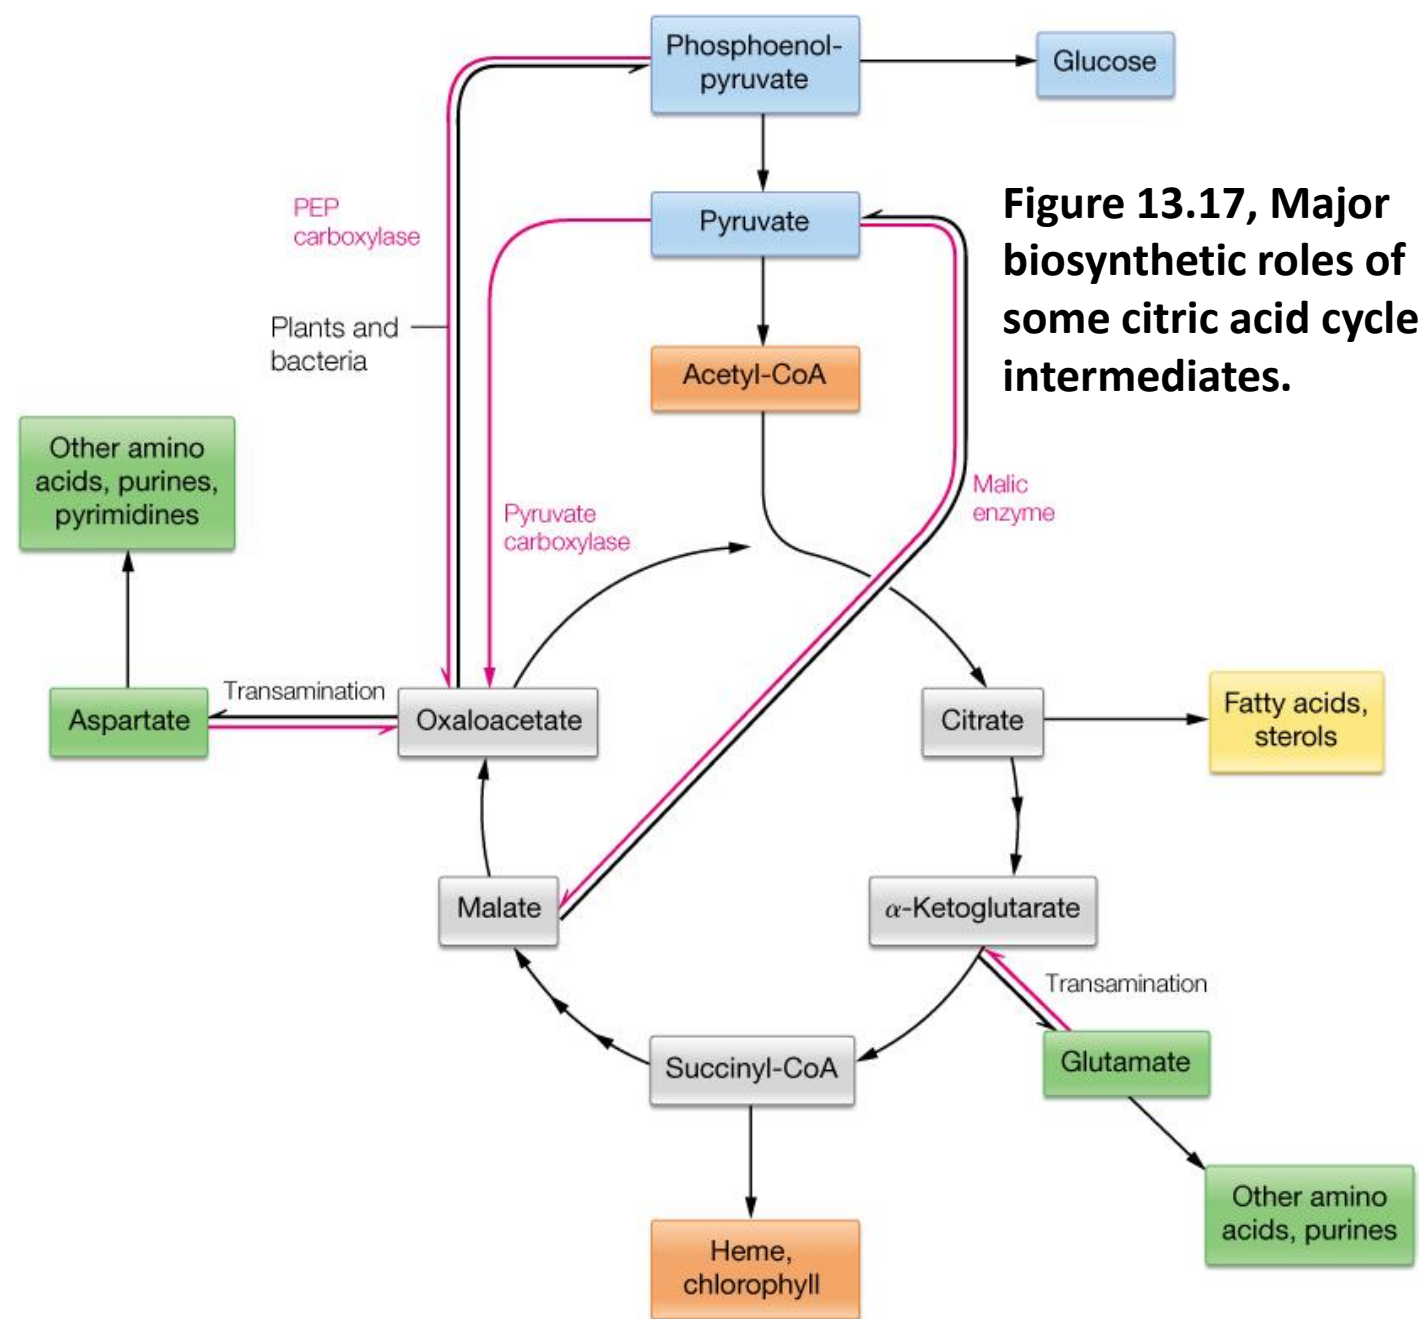 Phosphoenol-
pyruvate
Glucose
PEP
carboxylase
Pyruvate
Figure 13.17, Major
biosynthetic roles of
some citric acid cycle
intermediates.
Plants and
bacteria
Acetyl-CoA
Other amino
acids, purines,
pyrimidines
Pyruvate
carboxylase
Malic
enzyme
Aspartate
Transamination
Oxaloacetate
Citrate
Fatty acids,
sterols
Malate
α-Ketoglutarate
Transamination
Succinyl-CoA
Glutamate
Heme,
chlorophyll
Other amino
acids, purines